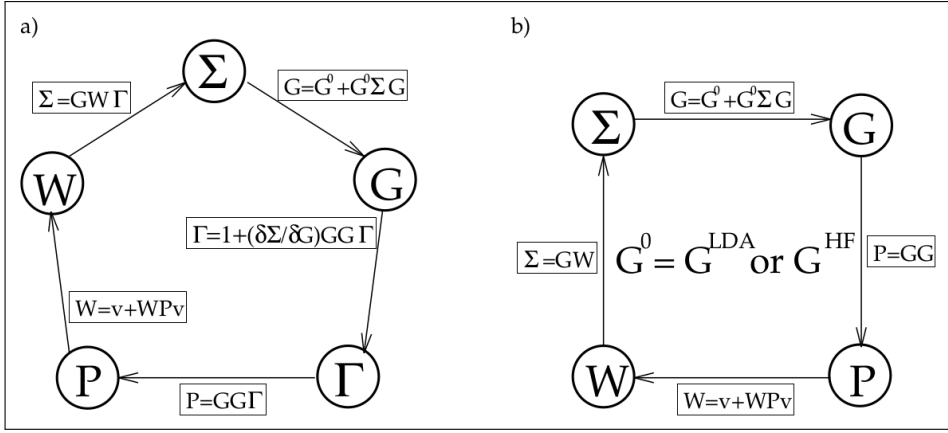 a)
Σ
Σ=GWΓ
G=G⁰+G⁰ΣG
W
G
Γ=1+(δΣ/δG)GGΓ
W=v+WPv
P
Γ
P=GGΓ
b)
G=G⁰+G⁰ΣG
Σ
G
Σ=GW
G⁰=G^LDA or G^HF
P=GG
W
P
W=v+WPv